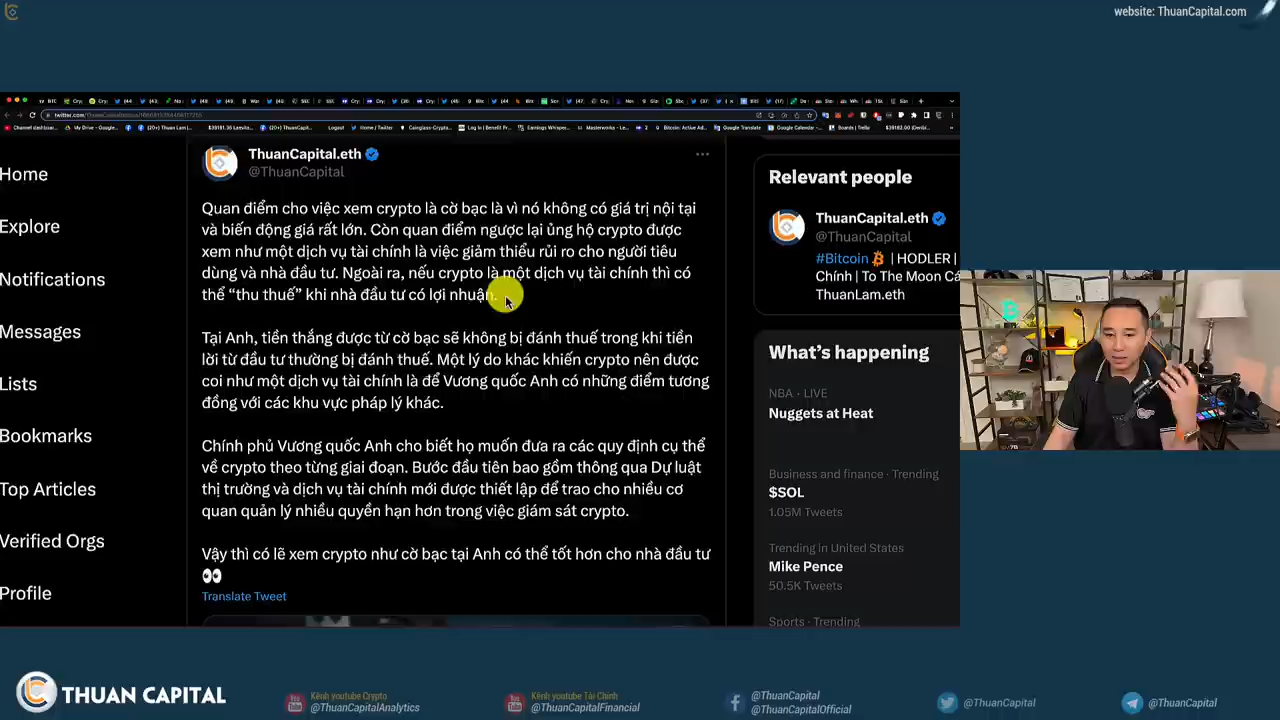 website: ThuanCapital.com
Home
Explore
Notifications
Messages
Lists
Bookmarks
Top Articles
Verified Orgs
Profile
ThuanCapital.eth
@ThuanCapital
Quan điểm cho việc xem crypto là cờ bạc là vì nó không có giá trị nội tại
và biến động giá rất lớn. Còn quan điểm ngược lại ủng hộ crypto được
xem như một dịch vụ tài chính là việc giảm thiểu rủi ro cho người tiêu
dùng và nhà đầu tư. Ngoài ra, nếu crypto là một dịch vụ tài chính thì có
thể “thu thuế” khi nhà đầu tư có lợi nhuận.
Tại Anh, tiền thắng được từ cờ bạc sẽ không bị đánh thuế trong khi tiền
lời từ đầu tư thường bị đánh thuế. Một lý do khác khiến crypto nên được
coi như một dịch vụ tài chính là để Vương quốc Anh có những điểm tương
đồng với các khu vực pháp lý khác.
Chính phủ Vương quốc Anh cho biết họ muốn đưa ra các quy định cụ thể
về crypto theo từng giai đoạn. Bước đầu tiên bao gồm thông qua Dự luật
thị trường và dịch vụ tài chính mới được thiết lập để trao cho nhiều cơ
quan quản lý nhiều quyền hạn hơn trong việc giám sát crypto.
Vậy thì có lẽ xem crypto như cờ bạc tại Anh có thể tốt hơn cho nhà đầu tư
Translate Tweet
Relevant people
ThuanCapital.eth
@ThuanCapital
#Bitcoin | HODLER |
Chính | To The Moon Ca
ThuanLam.eth
What’s happening
NBA · LIVE
Nuggets at Heat
Business and finance · Trending
$SOL
1.05M Tweets
Trending in United States
Mike Pence
50.5K Tweets
Sports · Trending
THUAN CAPITAL
Kênh youtube Crypto
@ThuanCapitalAnalytics
Kênh youtube Tài Chính
@ThuanCapitalFinancial
@ThuanCapital
@ThuanCapitalOfficial
@ThuanCapital
@ThuanCapital